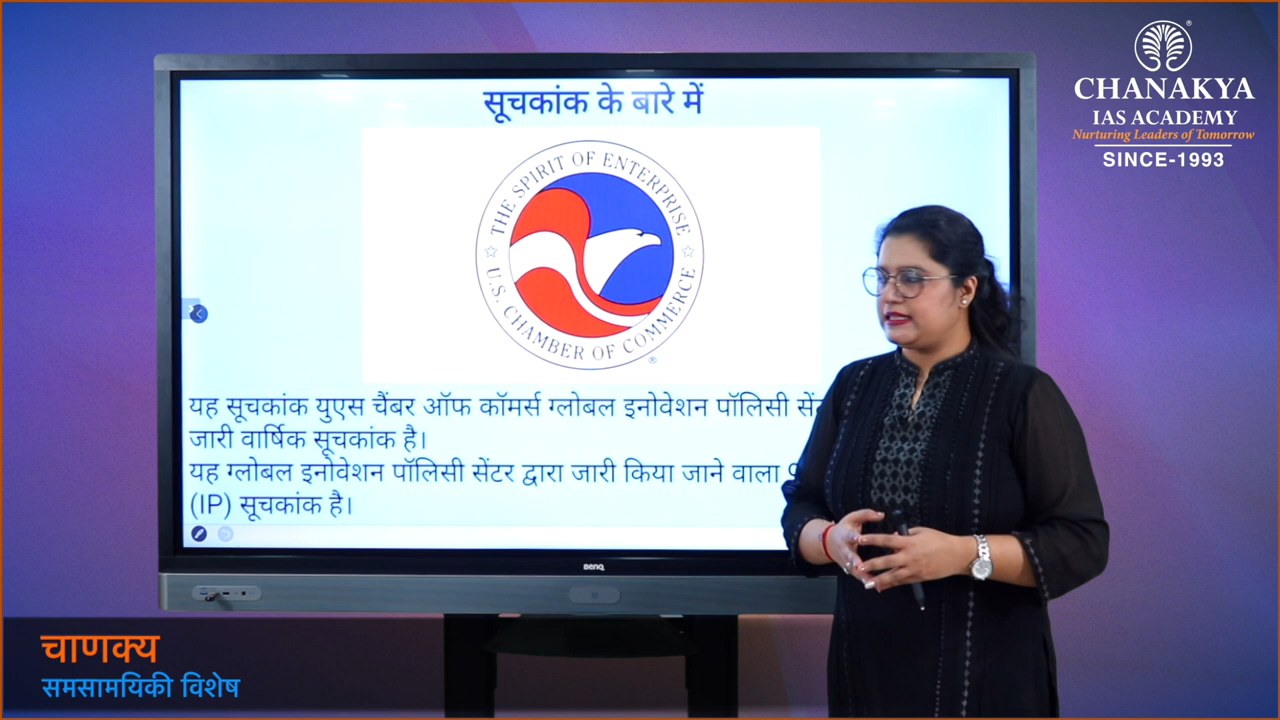 सूचकांक के बारे में
THE SPIRIT OF ENTERPRISE
U.S. CHAMBER OF COMMERCE
®
यह सूचकांक युएस चैंबर ऑफ कॉमर्स ग्लोबल इनोवेशन पॉलिसी
जारी वार्षिक सूचकांक है।
यह ग्लोबल इनोवेशन पॉलिसी सेंटर द्वारा जारी किया जाने वाला
(IP) सूचकांक है।
BenQ
®
CHANAKYA
IAS ACADEMY
Nurturing Leaders of Tomorrow
SINCE-1993
चाणक्य
समसामयिकी विशेष